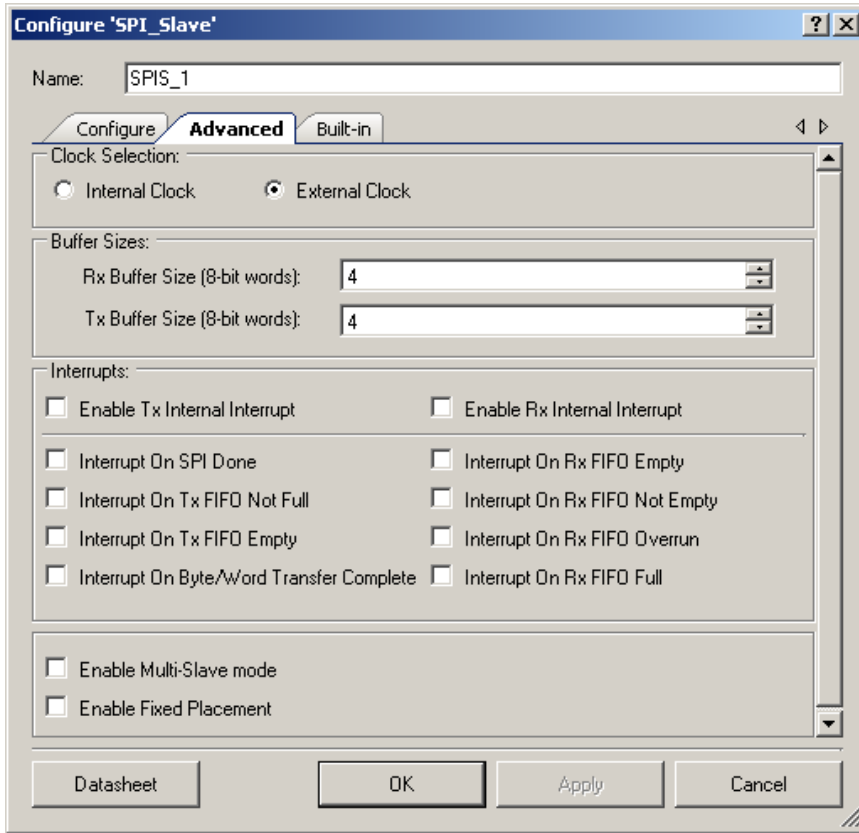 Configure 'SPI_Slave'
Name: SPIS_1
Configure Advanced Built-in
Clock Selection:
Internal Clock External Clock
Buffer Sizes:
Rx Buffer Size (8-bit words): 4
Tx Buffer Size (8-bit words): 4
Interrupts:
Enable Tx Internal Interrupt Enable Rx Internal Interrupt
Interrupt On SPI Done Interrupt On Rx FIFO Empty
Interrupt On Tx FIFO Not Full Interrupt On Rx FIFO Not Empty
Interrupt On Tx FIFO Empty Interrupt On Rx FIFO Overrun
Interrupt On Byte/Word Transfer Complete Interrupt On Rx FIFO Full
Enable Multi-Slave mode
Enable Fixed Placement
Datasheet OK Apply Cancel